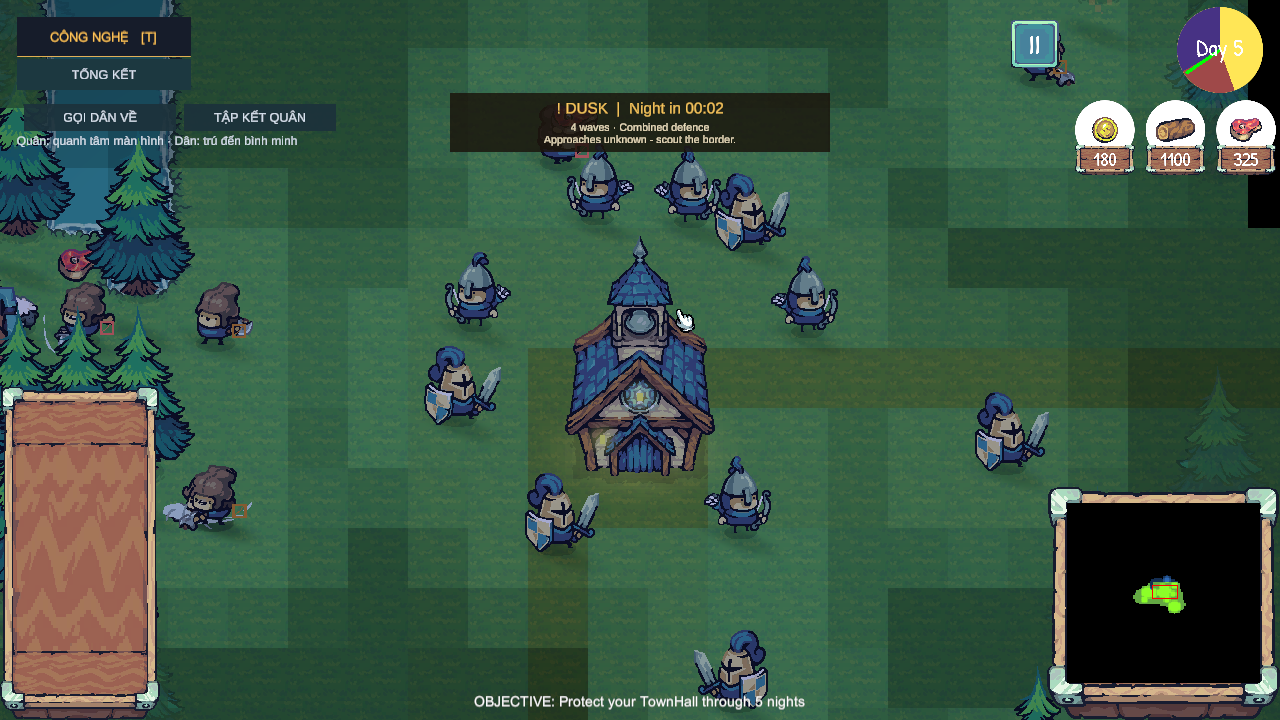 CÔNG NGHỆ [T]
TỔNG KẾT
GỌI DÂN VỀ
TẬP KẾT QUÂN
Quân: quanh tâm màn hình · Dân: trú đến bình minh
! DUSK | Night in 00:02
4 waves · Combined defence
Approaches unknown - scout the border.
Day 5
180
1100
325
OBJECTIVE: Protect your TownHall through 5 nights